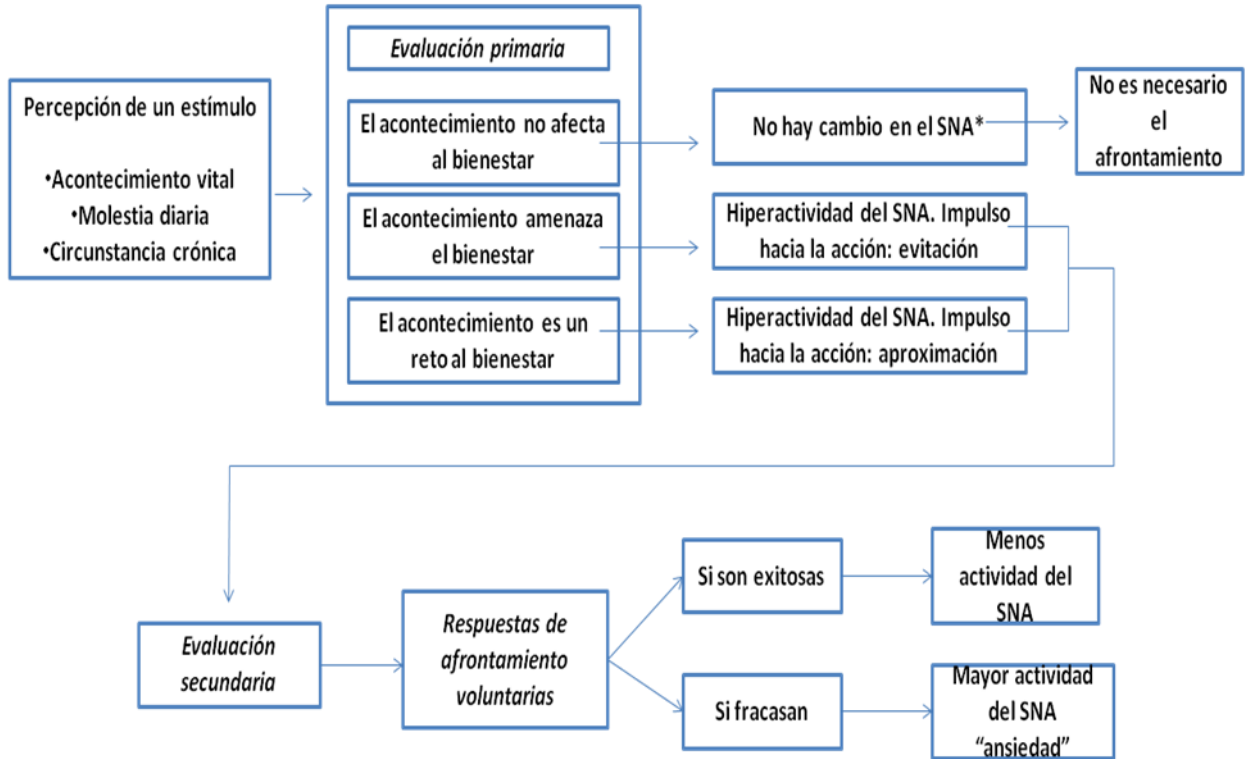 Percepción de un estímulo
•Acontecimiento vital
•Molestia diaria
•Circunstancia crónica
Evaluación primaria
El acontecimiento no afecta
al bienestar
El acontecimiento amenaza
el bienestar
El acontecimiento es un
reto al bienestar
No hay cambio en el SNA*
Hiperactividad del SNA. Impulso
hacia la acción: evitación
Hiperactividad del SNA. Impulso
hacia la acción: aproximación
No es necesario
el
afrontamiento
Evaluación
secundaria
Respuestas de
afrontamiento
voluntarias
Si son exitosas
Menos
actividad del
SNA
Si fracasan
Mayor actividad
del SNA
“ansiedad”